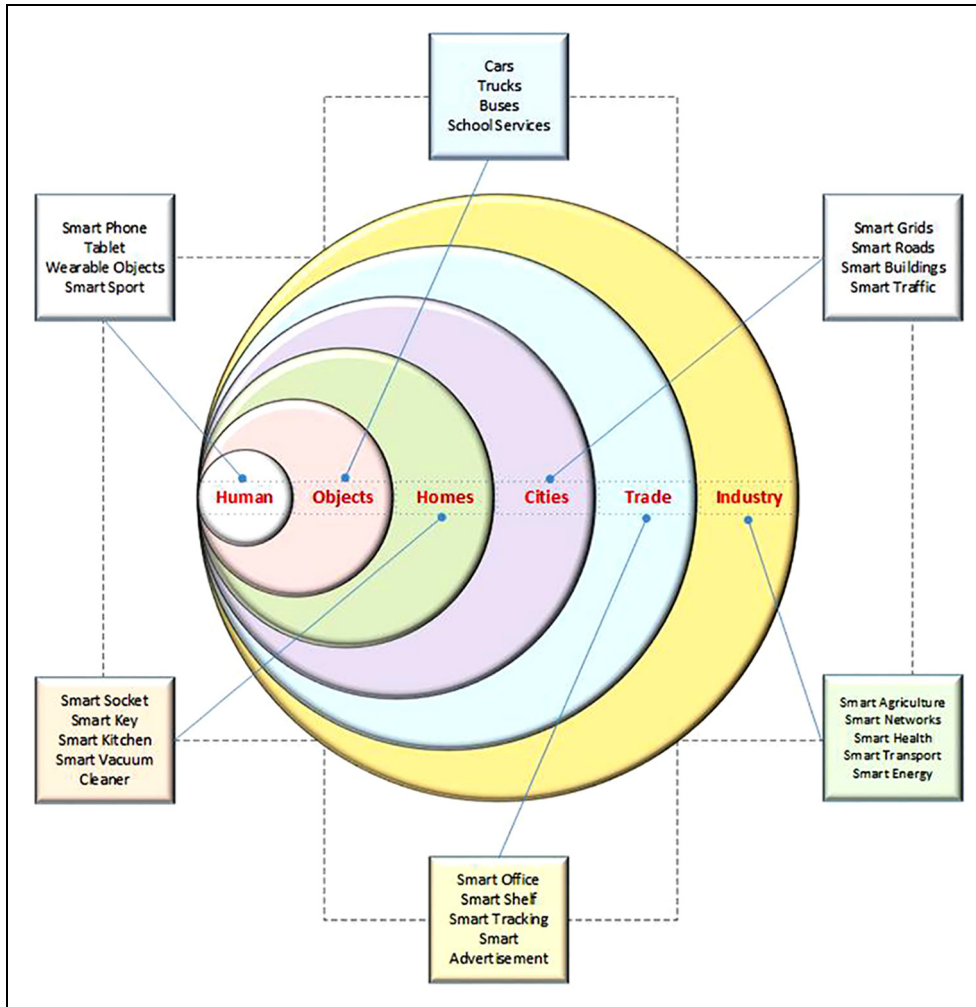 Cars
Trucks
Buses
School Services
Smart Phone
Tablet
Wearable Objects
Smart Sport
Smart Grids
Smart Roads
Smart Buildings
Smart Traffic
Human Objects Homes Cities Trade Industry
Smart Socket
Smart Key
Smart Kitchen
Smart Vacuum
Cleaner
Smart Agriculture
Smart Networks
Smart Health
Smart Transport
Smart Energy
Smart Office
Smart Shelf
Smart Tracking
Smart
Advertisement